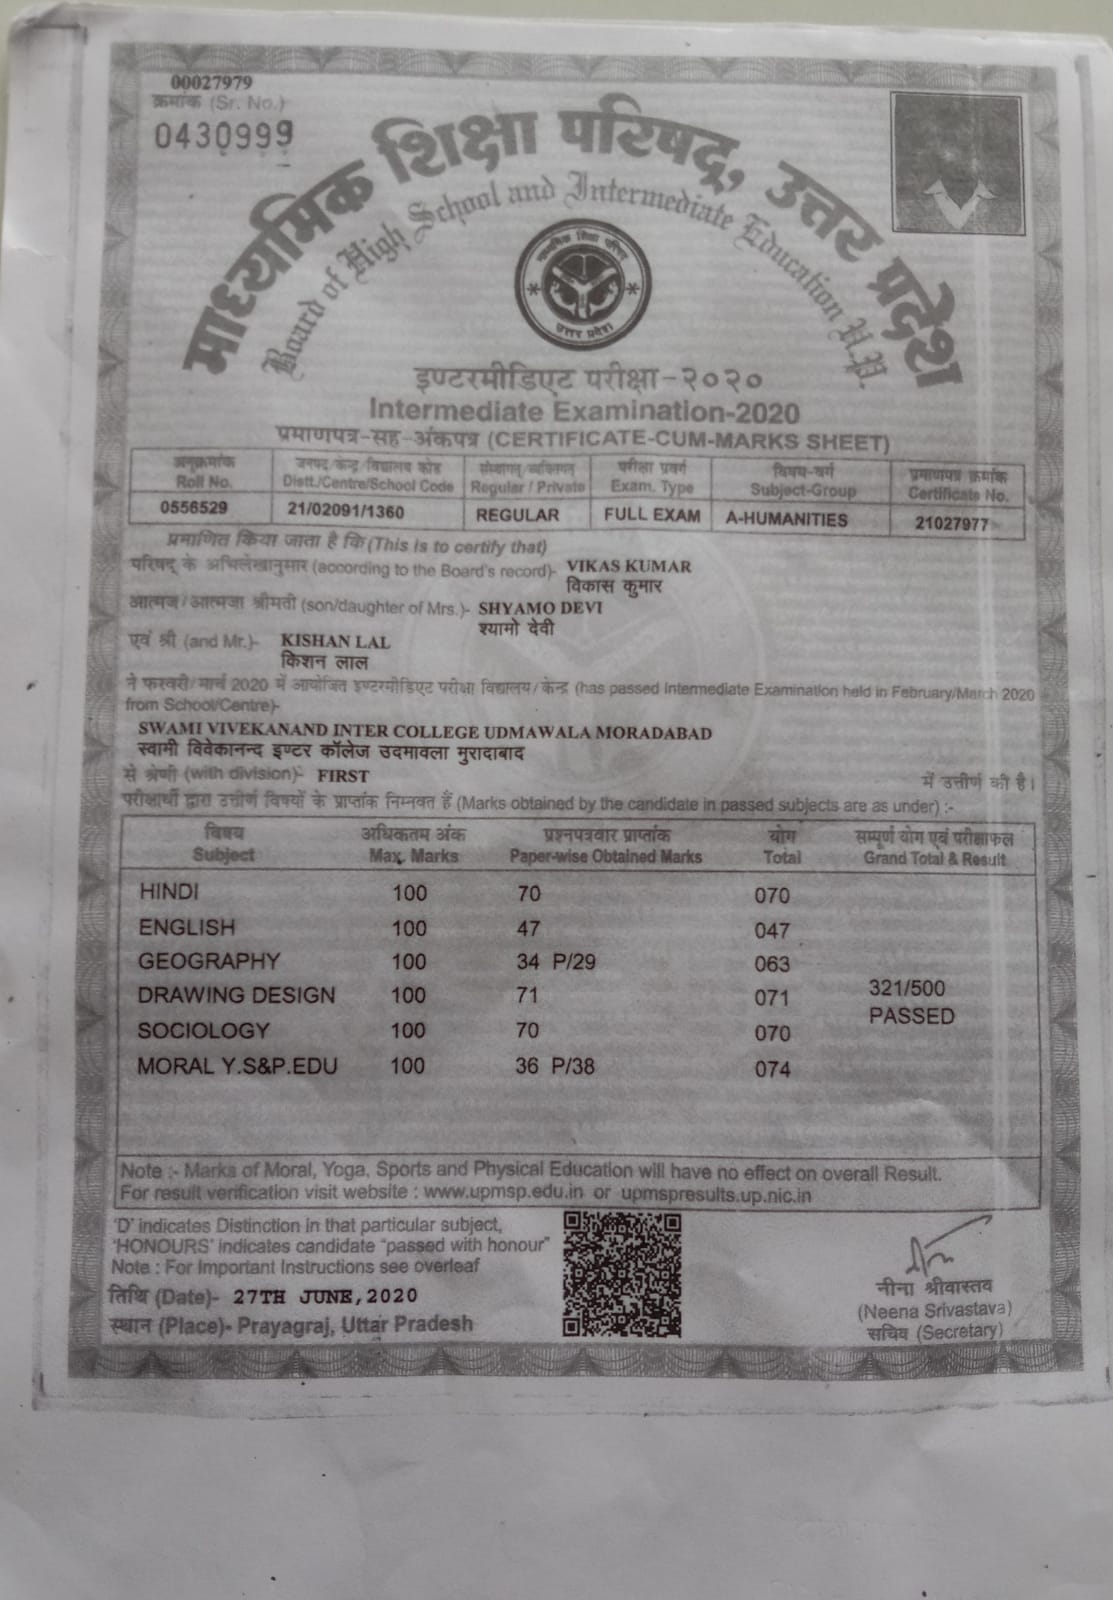 00027979
क्रमांक (Sr. No.)
0430999
माध्यमिक शिक्षा परिषद्, उत्तर प्रदेश
Board of High School and Intermediate Education U.P.
माध्यमिक शिक्षा परिषद
उत्तर प्रदेश
इण्टरमीडिएट परीक्षा-२०२०
Intermediate Examination-2020
प्रमाणपत्र-सह-अंकपत्र (CERTIFICATE-CUM-MARKS SHEET)
अनुक्रमांक जनपद/केन्द्र/विद्यालय कोड संस्थागत/व्यक्तिगत परीक्षा प्रवर्ग विषय-वर्ग प्रमाणपत्र क्रमांक
Roll No. Distt./Centre/School Code Regular / Private Exam. Type Subject-Group Certificate No.
0556529 21/02091/1360 REGULAR FULL EXAM A-HUMANITIES 21027977
प्रमाणित किया जाता है कि (This is to certify that)
परिषद् के अभिलेखानुसार (according to the Board's record)- VIKAS KUMAR
विकास कुमार
आत्मज/आत्मजा श्रीमती (son/daughter of Mrs.)- SHYAMO DEVI
श्यामो देवी
एवं श्री (and Mr.)- KISHAN LAL
किशन लाल
ने फरवरी/मार्च 2020 में आयोजित इण्टरमीडिएट परीक्षा विद्यालय/केन्द्र (has passed Intermediate Examination held in February/March 2020
from School/Centre)-
SWAMI VIVEKANAND INTER COLLEGE UDMAWALA MORADABAD
स्वामी विवेकानन्द इण्टर कॉलेज उदमावला मुरादाबाद
से श्रेणी (with division)- FIRST में उत्तीर्ण की है।
परीक्षार्थी द्वारा उत्तीर्ण विषयों के प्राप्तांक निम्नवत हैं (Marks obtained by the candidate in passed subjects are as under) :-
विषय अधिकतम अंक प्रश्नपत्रवार प्राप्तांक योग सम्पूर्ण योग एवं परीक्षाफल
Subject Max. Marks Paper-wise Obtained Marks Total Grand Total & Result
HINDI 100 70 070
ENGLISH 100 47 047
GEOGRAPHY 100 34 P/29 063
DRAWING DESIGN 100 71 071 321/500
PASSED
SOCIOLOGY 100 70 070
MORAL Y.S&P.EDU 100 36 P/38 074
Note :- Marks of Moral, Yoga, Sports and Physical Education will have no effect on overall Result.
For result verification visit website : www.upmsp.edu.in or upmspresults.up.nic.in
'D' indicates Distinction in that particular subject,
'HONOURS' indicates candidate "passed with honour"
Note : For Important Instructions see overleaf
तिथि (Date)- 27TH JUNE, 2020
स्थान (Place)- Prayagraj, Uttar Pradesh
नीना श्रीवास्तव
(Neena Srivastava)
सचिव (Secretary)